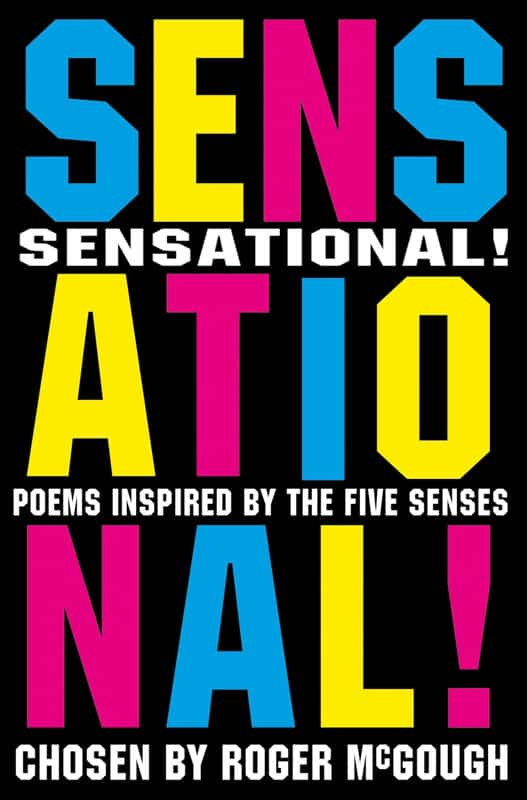 SENS
SENSATIONAL!
ATIO
POEMS INSPIRED BY THE FIVE SENSES
NAL!
CHOSEN BY ROGER McGOUGH